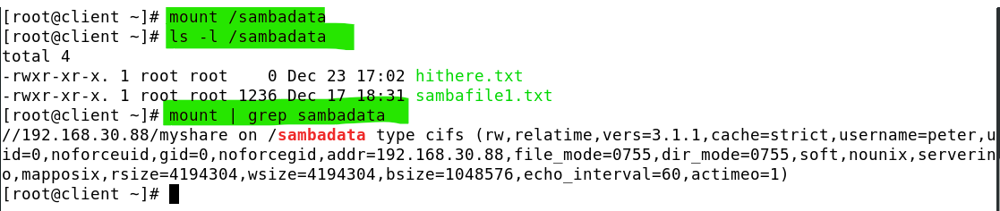 [root@client ~]# mount /sambadata
[root@client ~]# ls -l /sambadata
total 4
-rwxr-xr-x. 1 root root    0 Dec 23 17:02 hithere.txt
-rwxr-xr-x. 1 root root 1236 Dec 17 18:31 sambafile1.txt
[root@client ~]# mount | grep sambadata
//192.168.30.88/myshare on /sambadata type cifs (rw,relatime,vers=3.1.1,cache=strict,username=peter,u
id=0,noforceuid,gid=0,noforcegid,addr=192.168.30.88,file_mode=0755,dir_mode=0755,soft,nounix,serverin
o,mapposix,rsize=4194304,wsize=4194304,bsize=1048576,echo_interval=60,actimeo=1)
[root@client ~]#